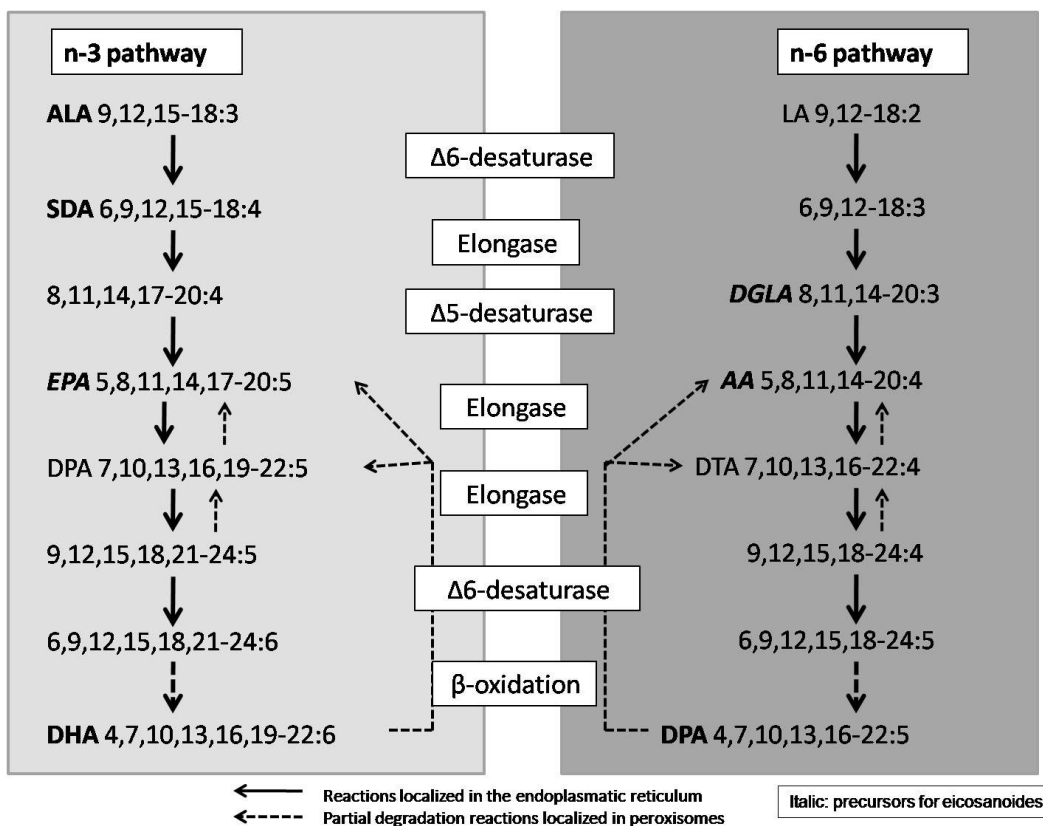 n-3 pathway
ALA 9,12,15-18:3
SDA 6,9,12,15-18:4
8,11,14,17-20:4
EPA 5,8,11,14,17-20:5
DPA 7,10,13,16,19-22:5
9,12,15,18,21-24:5
6,9,12,15,18,21-24:6
DHA 4,7,10,13,16,19-22:6
Δ6-desaturase
Elongase
Δ5-desaturase
Elongase
Elongase
Δ6-desaturase
β-oxidation
n-6 pathway
LA 9,12-18:2
6,9,12-18:3
DGLA 8,11,14-20:3
AA 5,8,11,14-20:4
DTA 7,10,13,16-22:4
9,12,15,18-24:4
6,9,12,15,18-24:5
DPA 4,7,10,13,16-22:5
Reactions localized in the endoplasmatic reticulum
Partial degradation reactions localized in peroxisomes
Italic: precursors for eicosanoides